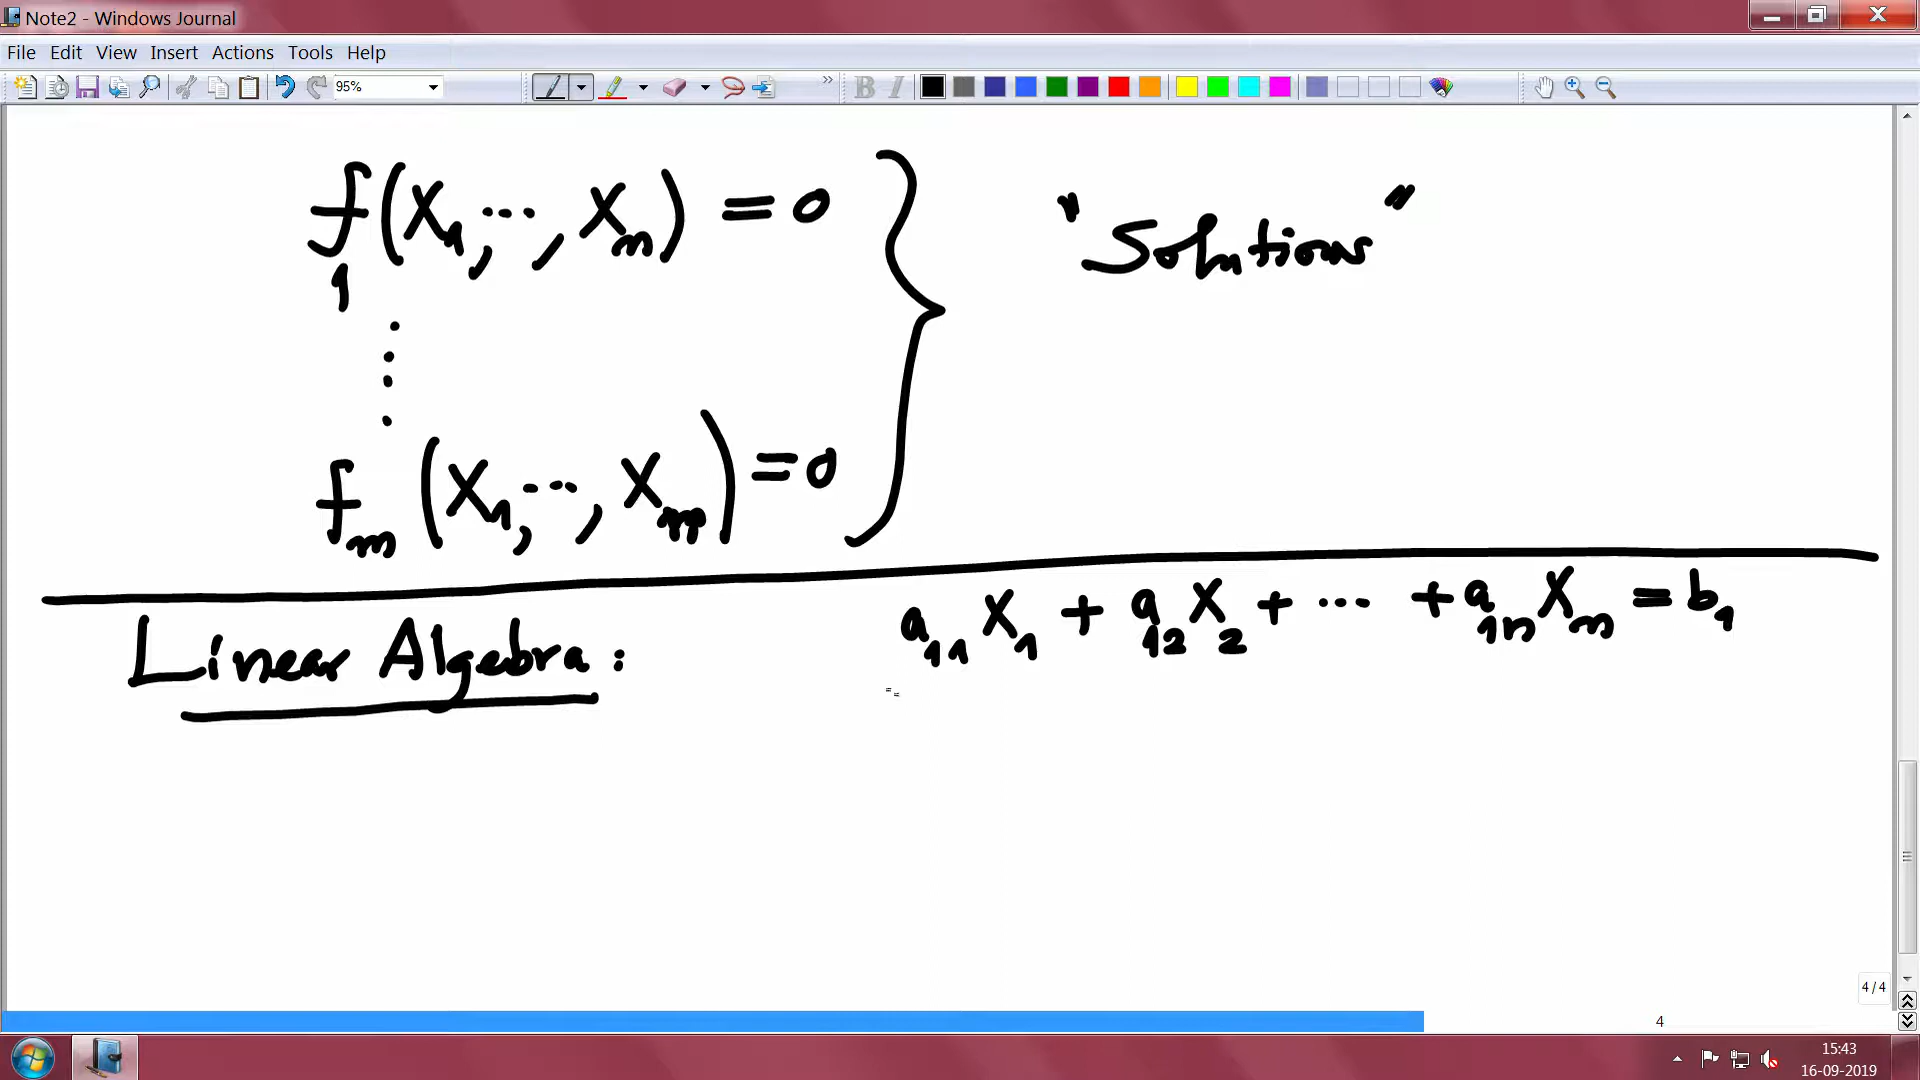 Note2 - Windows Journal
File Edit View Insert Actions Tools Help
95%
f₁(X₁, ..., Xₙ) = 0
"Solutions"
fₘ(X₁, ..., Xₙ) = 0
Linear Algebra:
a₁₁X₁ + a₁₂X₂ + ... + a₁ₙXₙ = b₁
4 / 4
4
15:43
16-09-2019